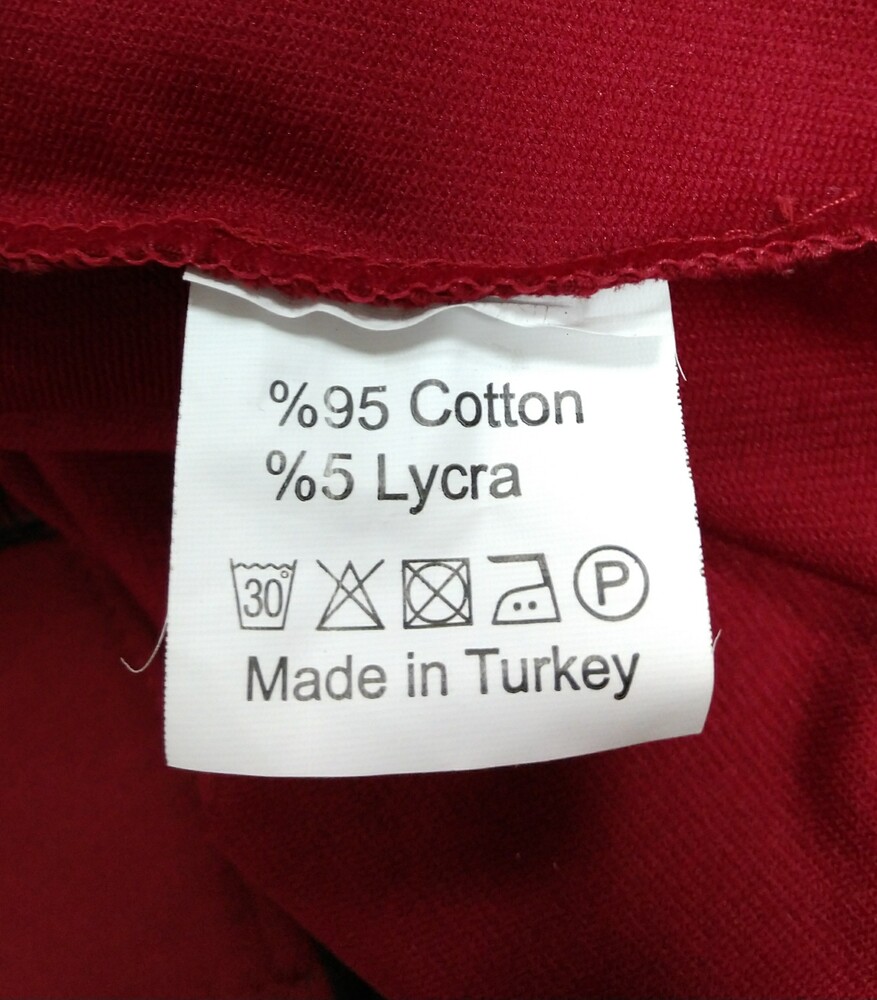 %95 Cotton
%5 Lycra
30° P
Made in Turkey